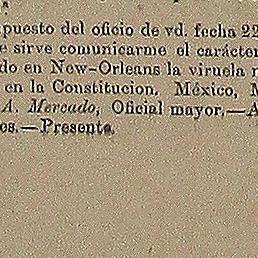 puesto del oficio de vd. fecha 22
e sirve comunicarme el carácter
do en New-Orleans la viruela
en la Constitucion. México,
A. Mercado, Oficial mayor.—A
es.—Presente.